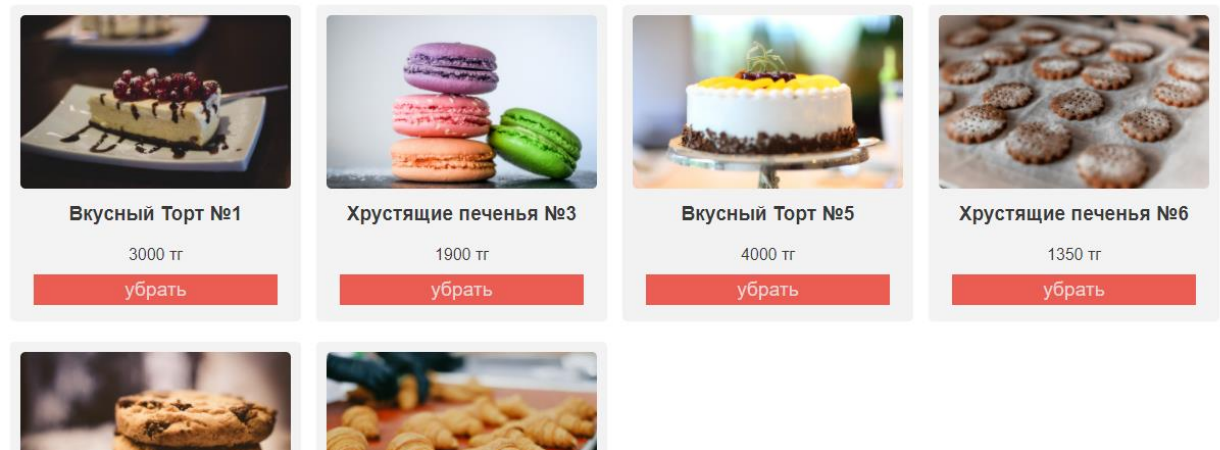 Вкусный Торт №1
3000 тг
убрать
Хрустящие печенья №3
1900 тг
убрать
Вкусный Торт №5
4000 тг
убрать
Хрустящие печенья №6
1350 тг
убрать